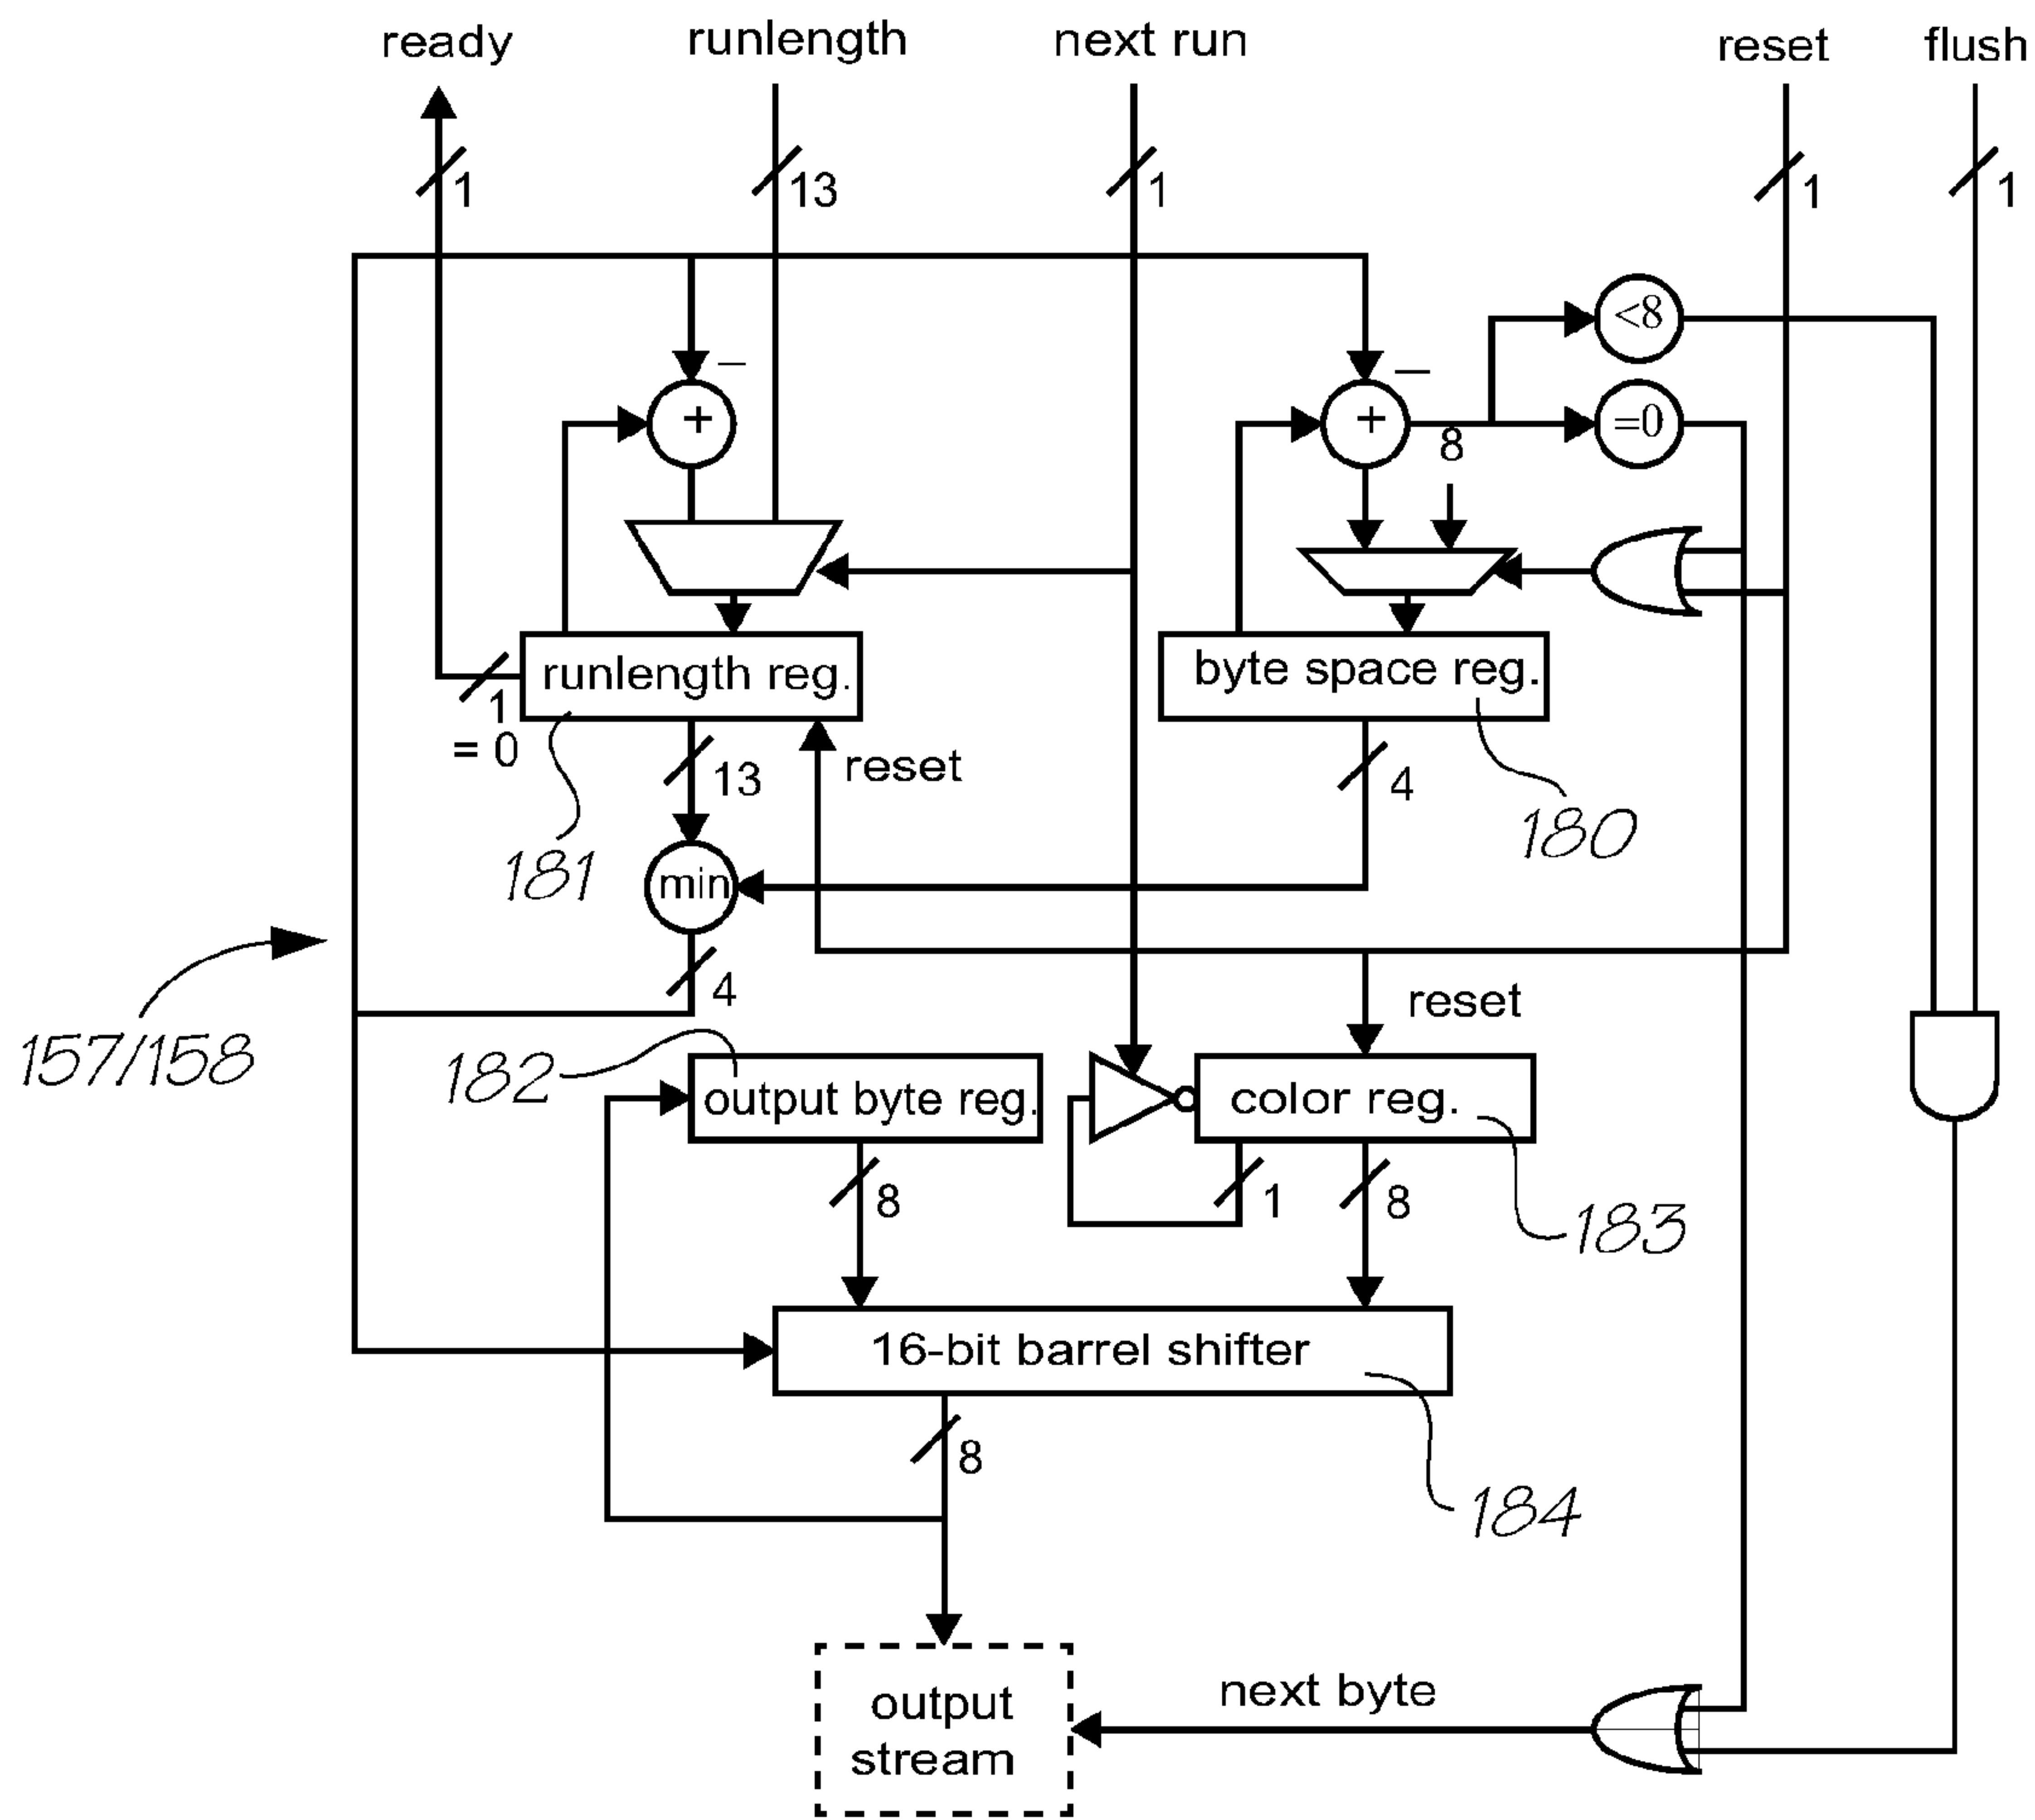 ready
runlength
next run
reset
flush
1
13
1
1
1
<8
−
−
+
+
8
=0
runlength reg.
byte space reg.
1
= 0
13
reset
4
181
180
min
4
reset
157/158
182
output byte reg.
color reg.
8
1
8
183
16-bit barrel shifter
8
184
output
stream
next byte